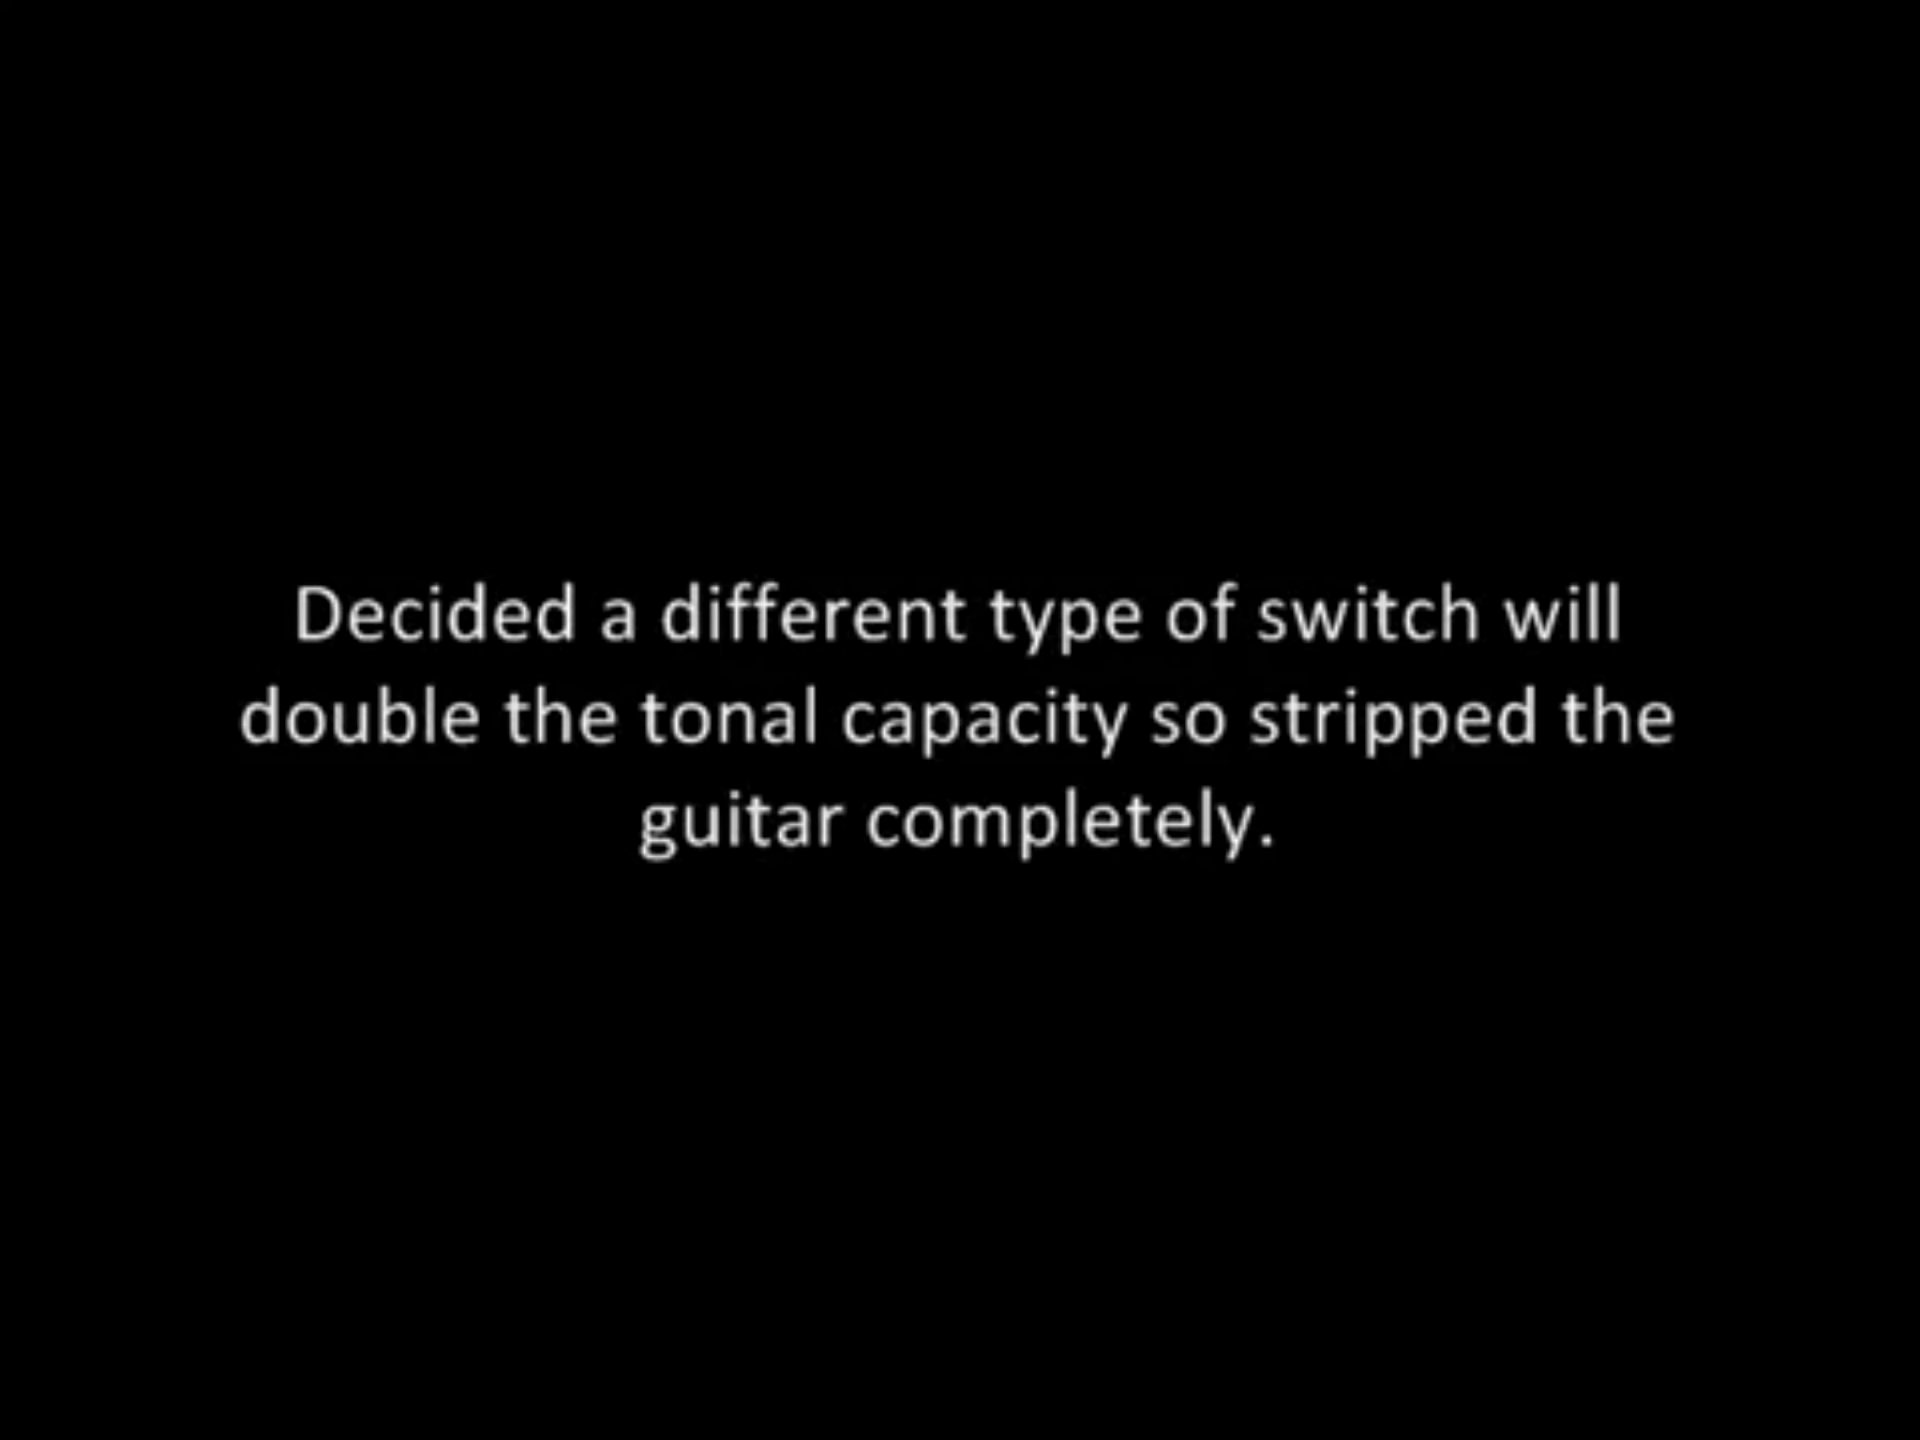 Decided a different type of switch will
double the tonal capacity so stripped the
guitar completely.